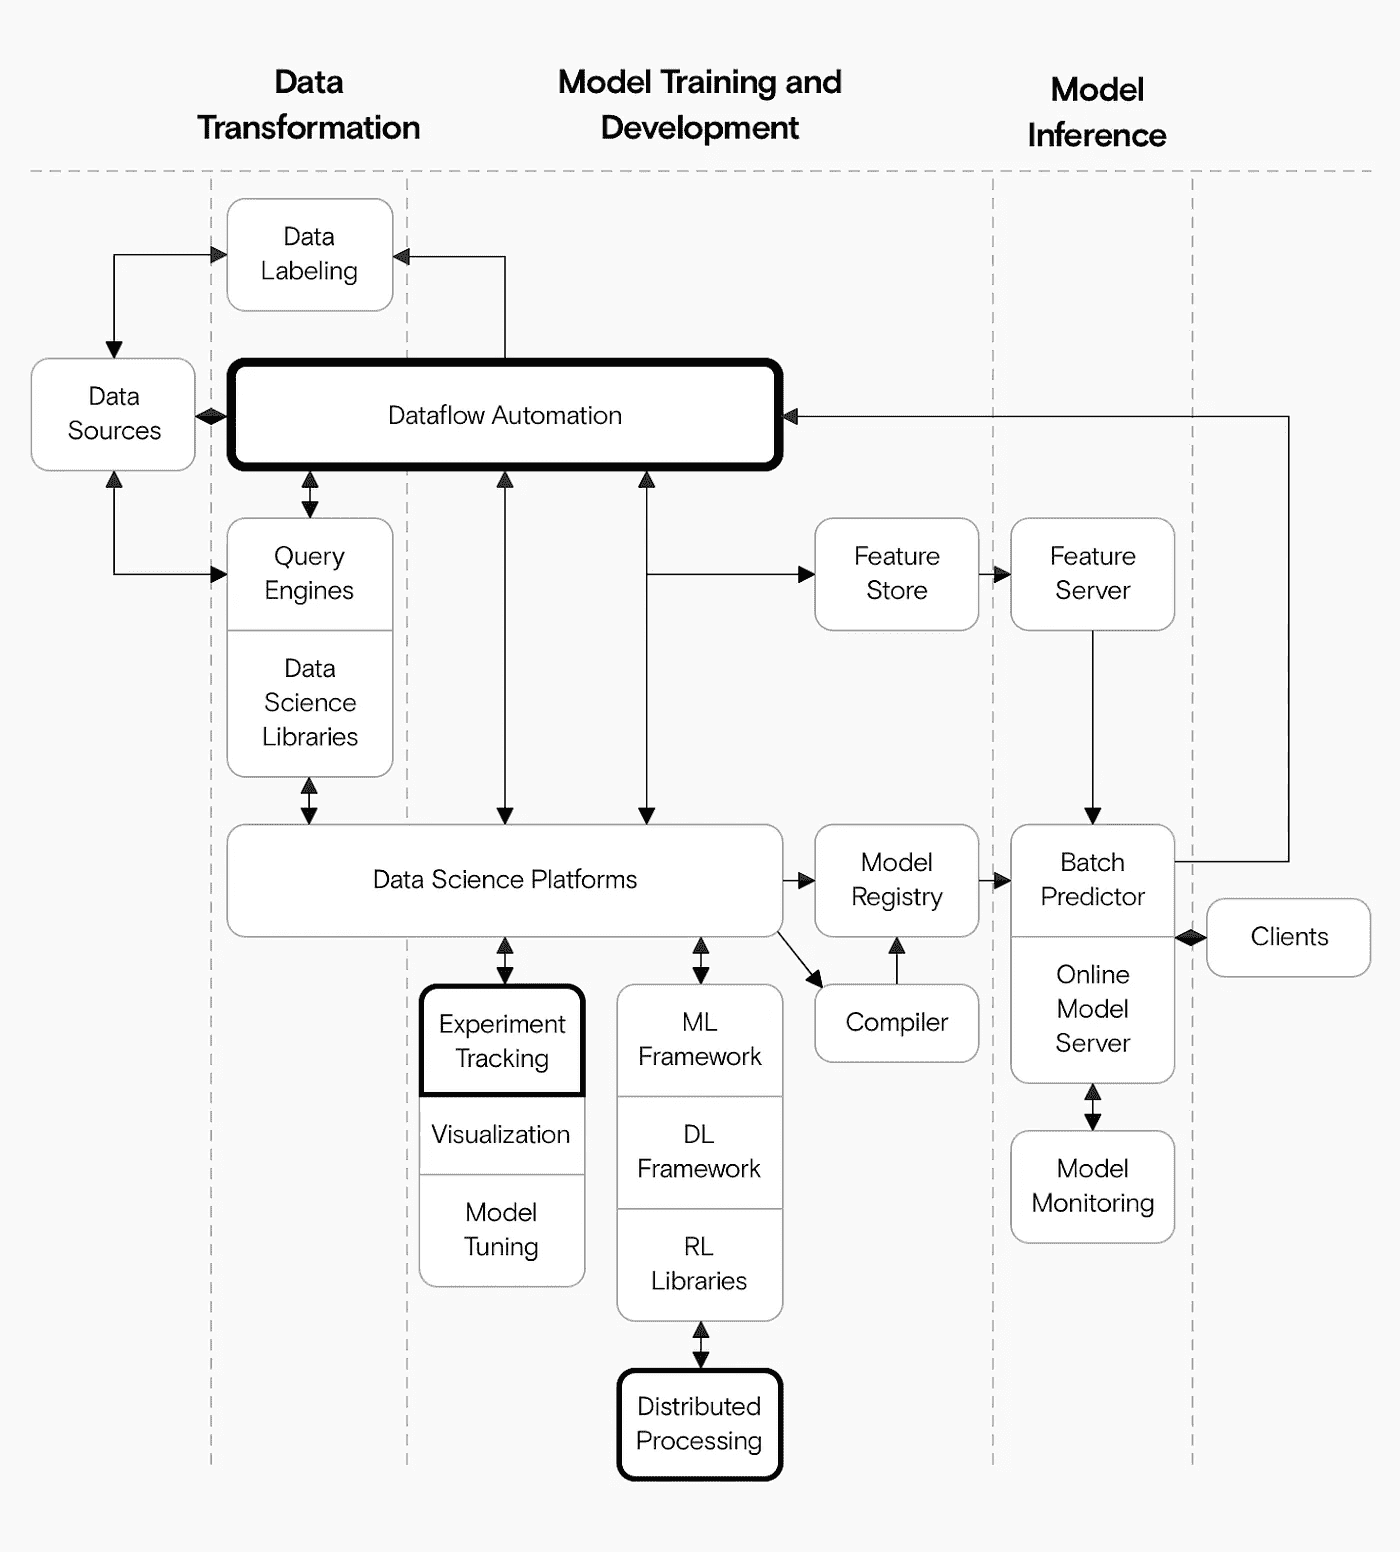 Data
Transformation
Model Training and
Development
Model
Inference
Data
Labeling
Data
Sources
Dataflow Automation
Query
Engines
Feature
Store
Feature
Server
Data
Science
Libraries
Data Science Platforms
Model
Registry
Batch
Predictor
Clients
Online
Model
Server
Experiment
Tracking
ML
Framework
Compiler
Visualization
DL
Framework
Model
Monitoring
Model
Tuning
RL
Libraries
Distributed
Processing